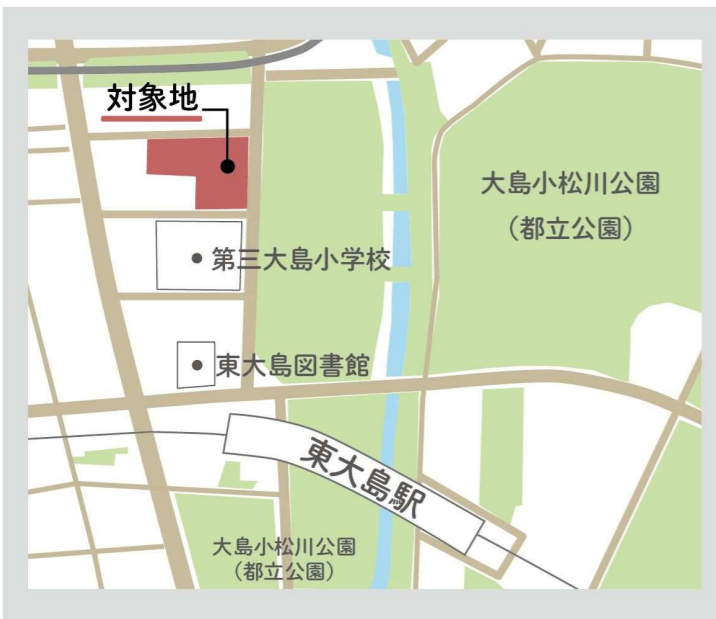 対象地
大島小松川公園
（都立公園）
第三大島小学校
東大島図書館
東大島駅
大島小松川公園
（都立公園）